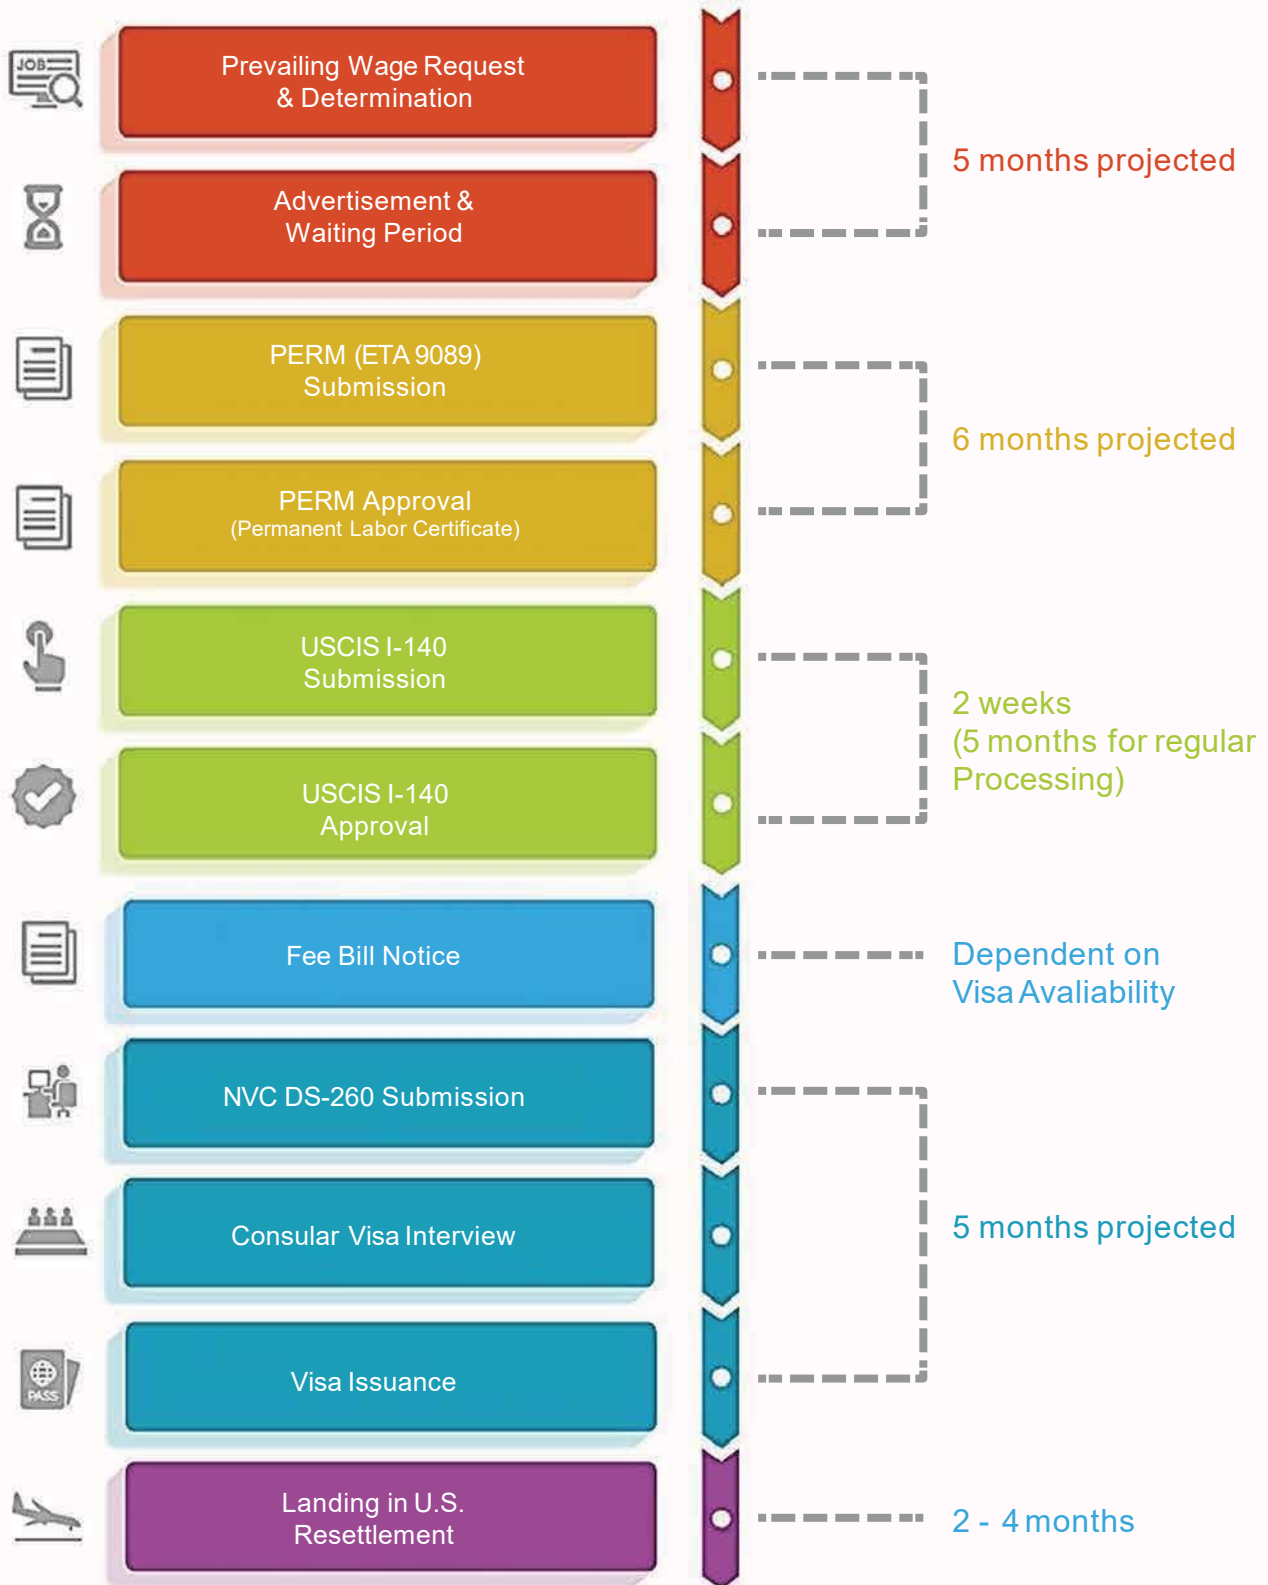 JOB
Prevailing Wage Request
& Determination
5 months projected
Advertisement &
Waiting Period
PERM (ETA 9089)
Submission
6 months projected
PERM Approval
(Permanent Labor Certificate)
USCIS I-140
Submission
2 weeks
(5 months for regular
Processing)
USCIS I-140
Approval
Fee Bill Notice
Dependent on
Visa Avaliability
NVC DS-260 Submission
Consular Visa Interview
5 months projected
PASS
Visa Issuance
Landing in U.S.
Resettlement
2 - 4 months